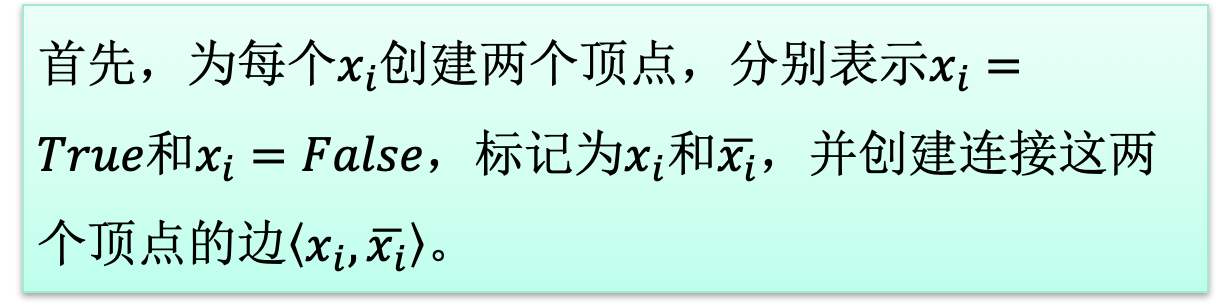 首先，为每个xᵢ创建两个顶点，分别表示xᵢ =
True和xᵢ = False，标记为xᵢ和x̅ᵢ，并创建连接这两
个顶点的边⟨xᵢ, x̅ᵢ⟩。